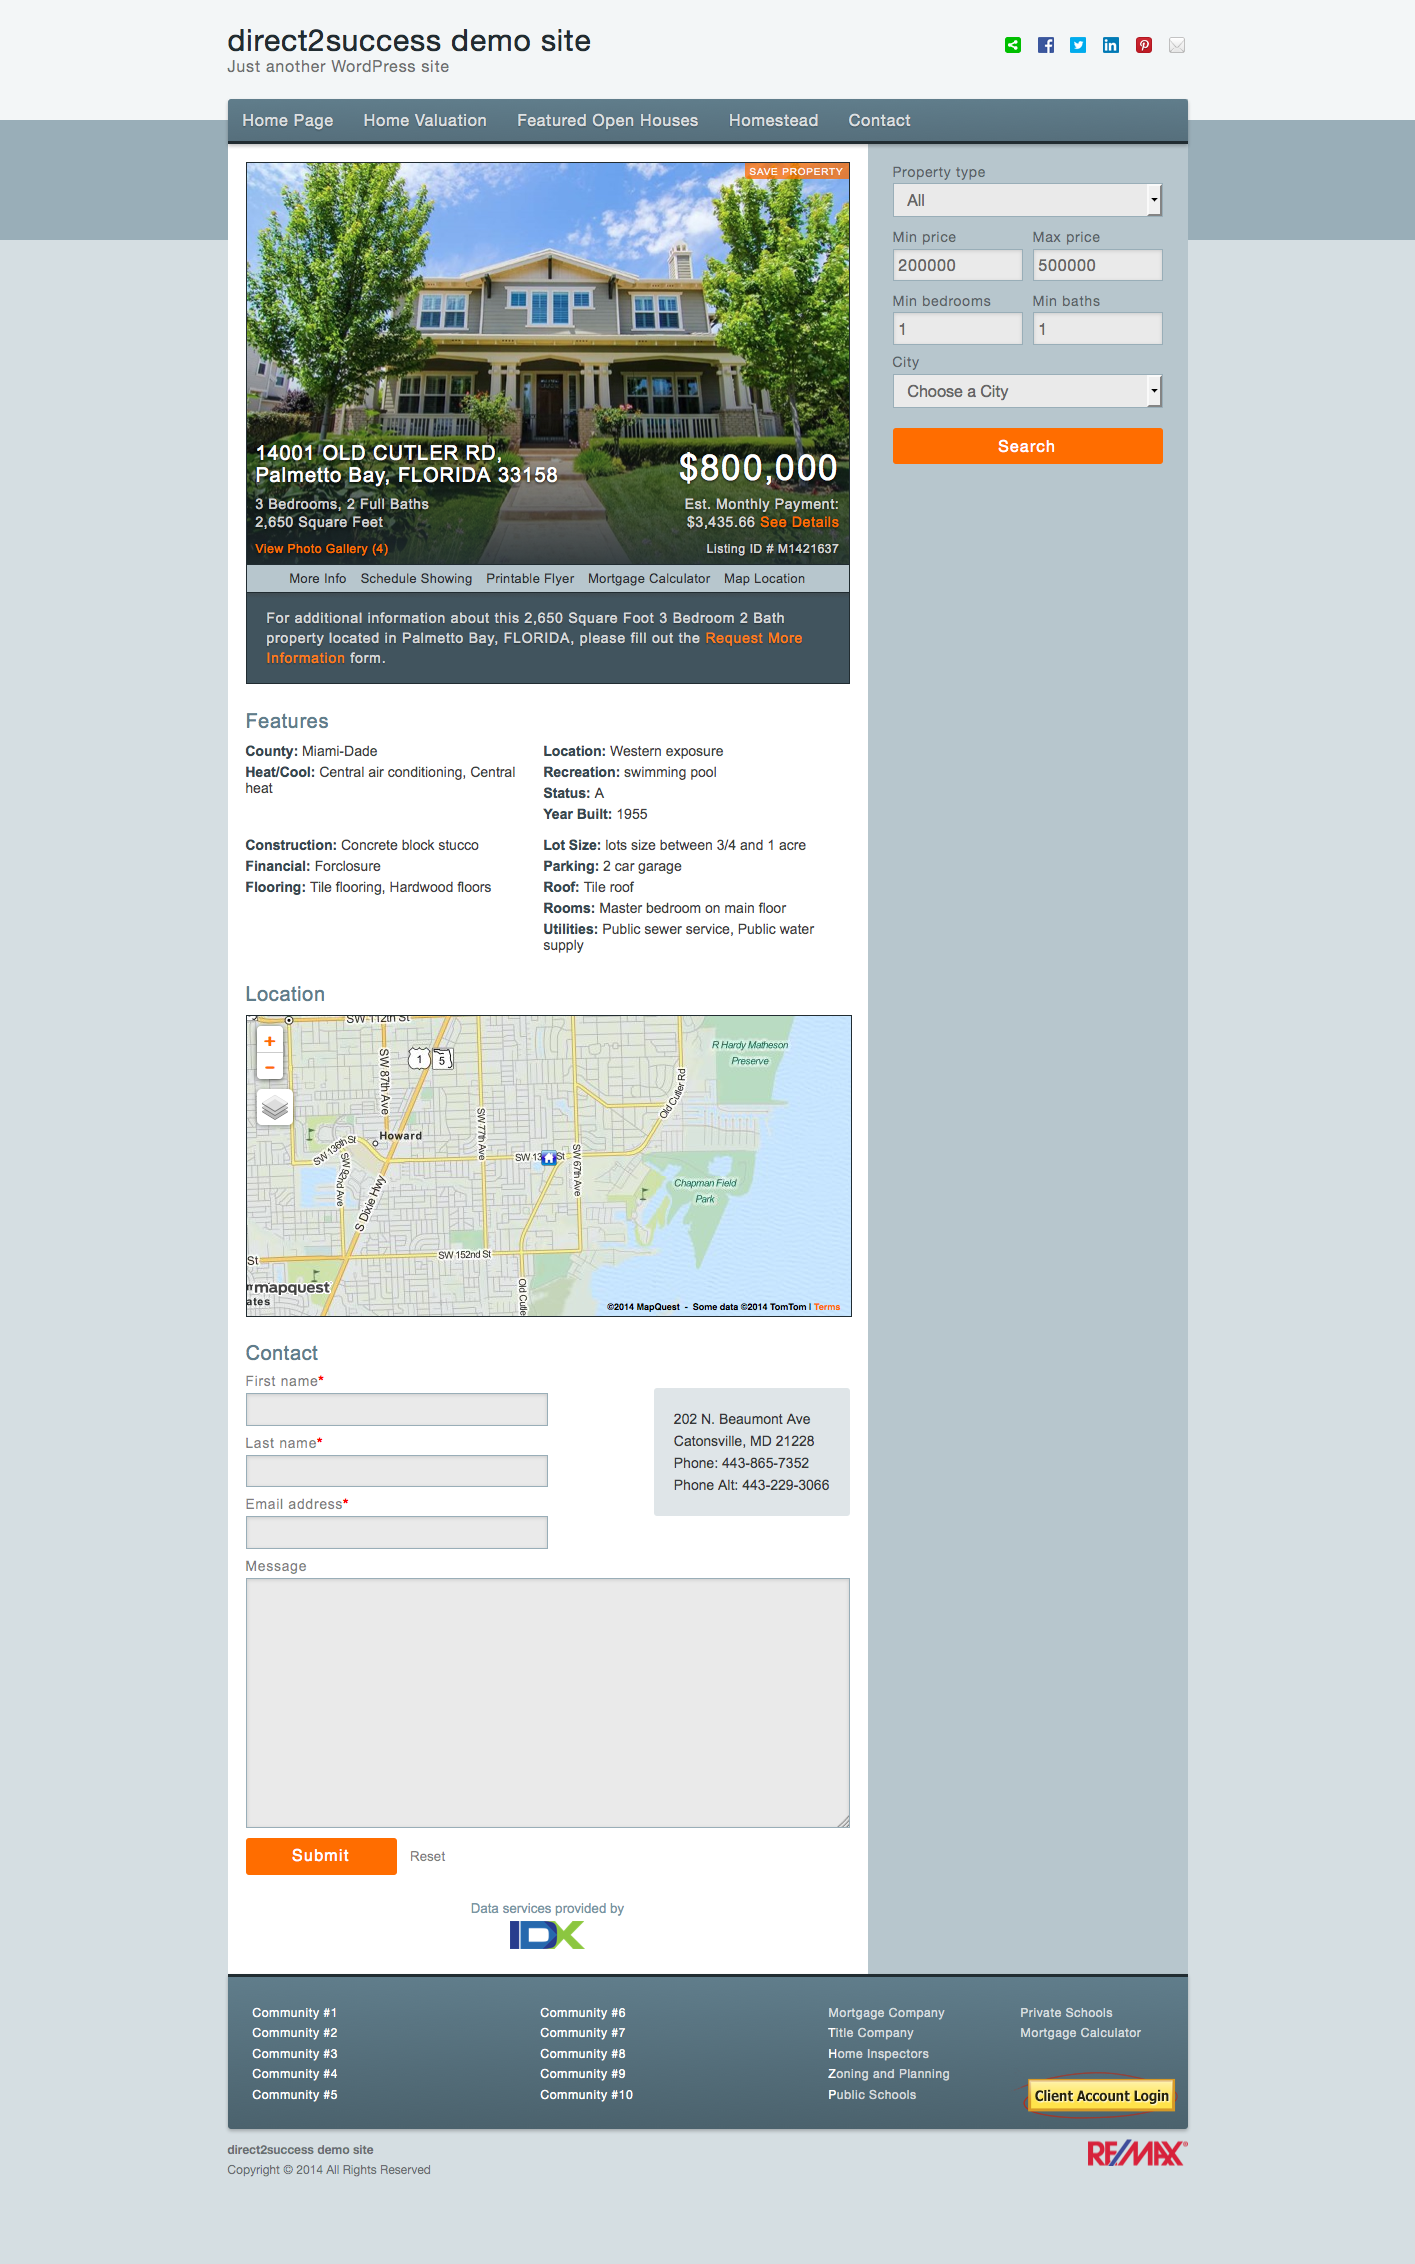 direct2success demo site
Just another WordPress site
Home Page Home Valuation Featured Open Houses Homestead Contact
SAVE PROPERTY
14001 OLD CUTLER RD,
Palmetto Bay, FLORIDA 33158
$800,000
3 Bedrooms, 2 Full Baths
2,650 Square Feet
Est. Monthly Payment:
$3,435.66 See Details
View Photo Gallery (4)
Listing ID # M1421637
More Info Schedule Showing Printable Flyer Mortgage Calculator Map Location
For additional information about this 2,650 Square Foot 3 Bedroom 2 Bath
property located in Palmetto Bay, FLORIDA, please fill out the Request More
Information form.
Property type
All
Min price Max price
200000 500000
Min bedrooms Min baths
1 1
City
Choose a City
Search
Features
County: Miami-Dade
Heat/Cool: Central air conditioning, Central
heat
Location: Western exposure
Recreation: swimming pool
Status: A
Year Built: 1955
Construction: Concrete block stucco
Financial: Forclosure
Flooring: Tile flooring, Hardwood floors
Lot Size: lots size between 3/4 and 1 acre
Parking: 2 car garage
Roof: Tile roof
Rooms: Master bedroom on main floor
Utilities: Public sewer service, Public water
supply
Location
SW 112th St
+
−
SW 87th Ave
1
5
R Hardy Matheson
Preserve
Old Cutler Rd
SW 77th Ave
Howard
SW 136th St
SW 92nd Ave
SW 67th Ave
S Dixie Hwy
Chapman Field
Park
SW 152nd St
St
Old Cutle
mapquest
ates
©2014 MapQuest - Some data ©2014 TomTom | Terms
Contact
First name*
Last name*
Email address*
Message
202 N. Beaumont Ave
Catonsville, MD 21228
Phone: 443-865-7352
Phone Alt: 443-229-3066
Submit Reset
Data services provided by
IDX
Community #1
Community #2
Community #3
Community #4
Community #5
Community #6
Community #7
Community #8
Community #9
Community #10
Mortgage Company
Title Company
Home Inspectors
Zoning and Planning
Public Schools
Private Schools
Mortgage Calculator
Client Account Login
direct2success demo site
Copyright © 2014 All Rights Reserved
RE/MAX®